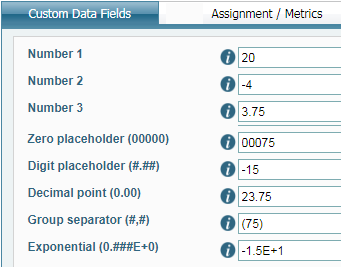 Custom Data Fields Assignment / Metrics
Number 1 20
Number 2 -4
Number 3 3.75
Zero placeholder (00000) 00075
Digit placeholder (#.##) -15
Decimal point (0.00) 23.75
Group separator (#,#) (75)
Exponential (0.###E+0) -1.5E+1